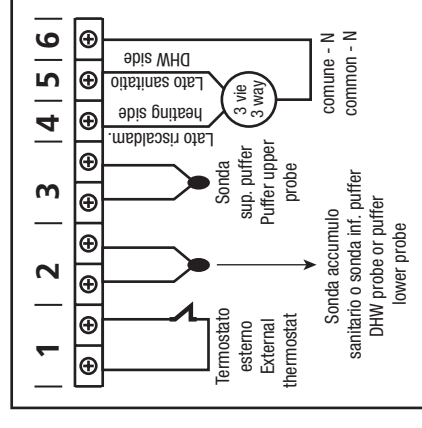 1
2
3
4
5
6
Termostato
esterno
External
thermostat
Sonda accumulo
sanitario o sonda inf. puffer
DHW probe or puffer
lower probe
Sonda
sup. puffer
Puffer upper
probe
Lato riscaldam.
heating side
Lato sanitatio
DHW side
3 vie
3 way
comune - N
common - N